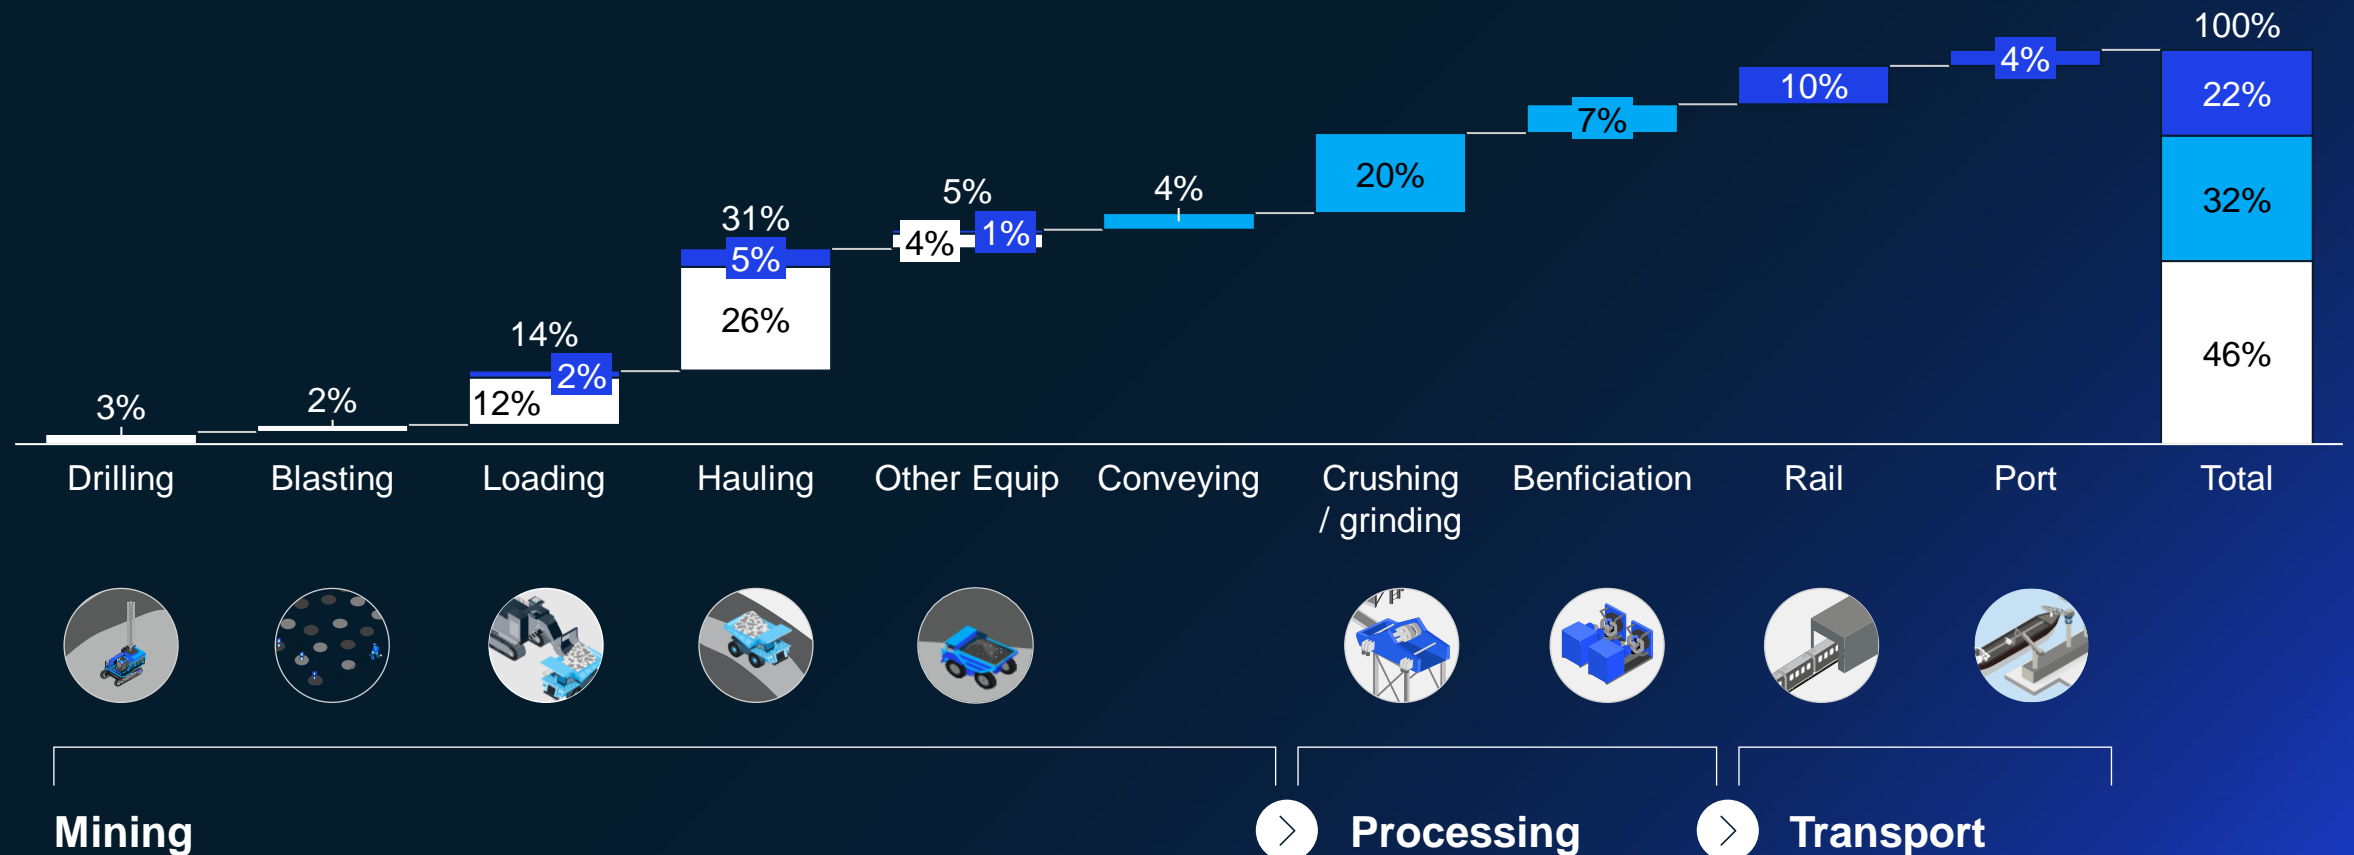 100%
4%
22%
10%
7%
20%
32%
5%
4%
31%
4%
1%
5%
26%
46%
14%
2%
12%
3%
2%
Drilling
Blasting
Loading
Hauling
Other Equip
Conveying
Crushing
/ grinding
Benficiation
Rail
Port
Total
Mining
Processing
Transport